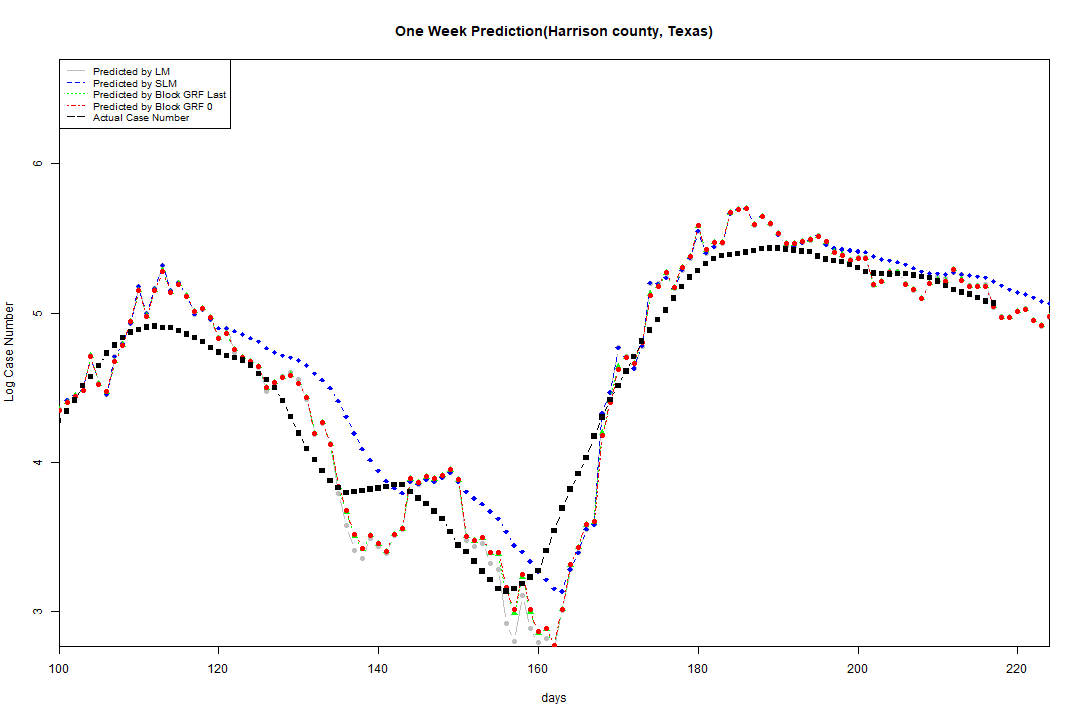 One Week Prediction(Harrison county, Texas)
Predicted by LM
Predicted by SLM
Predicted by Block GRF Last
Predicted by Block GRF 0
Actual Case Number
Log Case Number
6
5
4
3
100 120 140 160 180 200 220
days